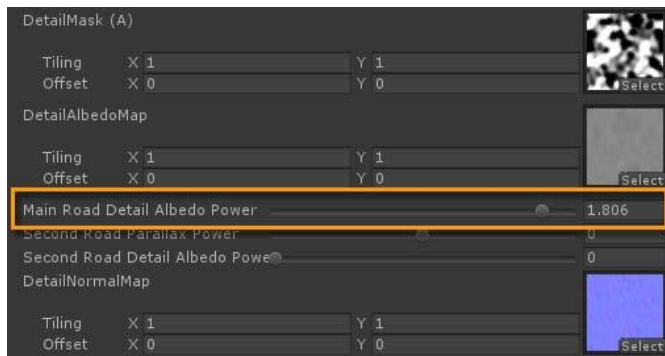 DetailMask (A)
Tiling X 1 Y 1
Offset X 0 Y 0
Select
DetailAlbedoMap
Tiling X 1 Y 1
Offset X 0 Y 0
Select
Main Road Detail Albedo Power 1.806
Second Road Parallax Power 0
Second Road Detail Albedo Powe 0
DetailNormalMap
Tiling X 1 Y 1
Offset X 0 Y 0
Select